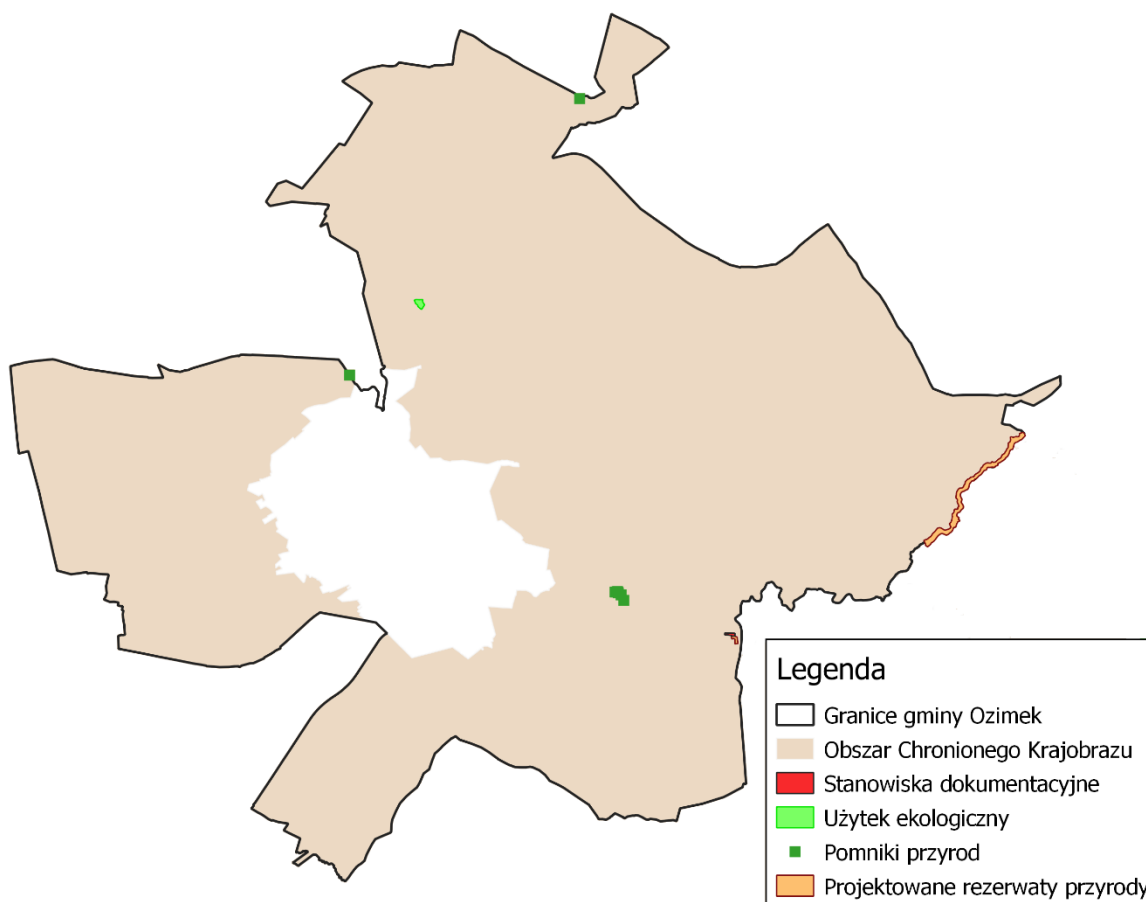 Legenda
Granice gminy Ozimek
Obszar Chronionego Krajobrazu
Stanowiska dokumentacyjne
Użytek ekologiczny
Pomniki przyrod
Projektowane rezerwaty przyrody